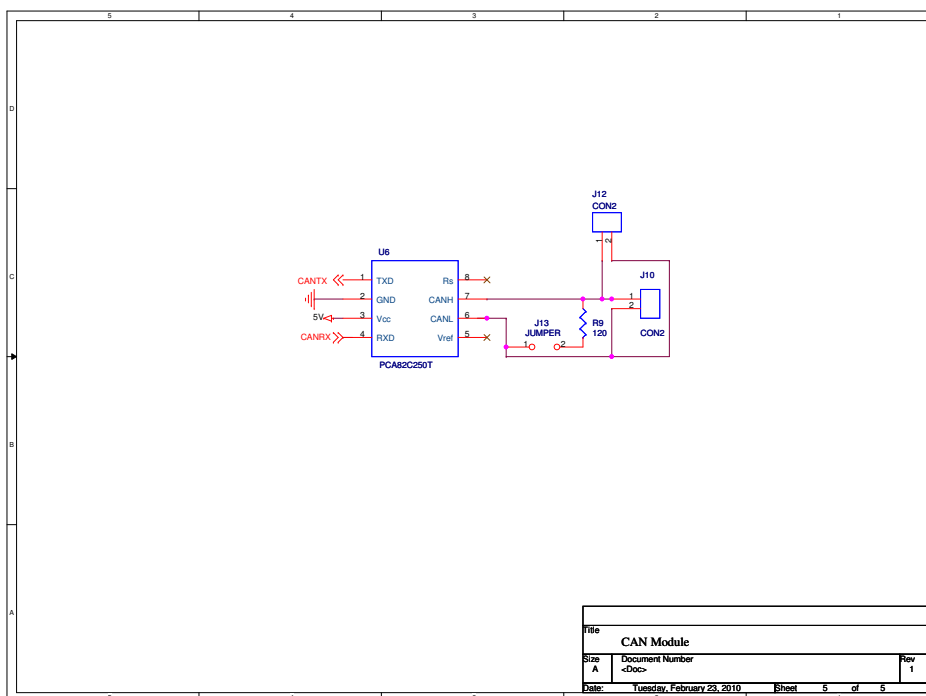 5 4 3 2 1
D
C
B
A
J12
CON2
1 2
U6
J10
CANTX 1 TXD Rs 8
2 GND CANH 7 1
5V 3 Vcc CANL 6 2
CANRX 4 RXD Vref 5
J13
JUMPER
1 2
R9
120
CON2
PCA82C250T
Title
CAN Module
Size
A
Document Number
<Doc>
Rev
1
Date: Tuesday, February 23, 2010 Sheet 5 of 5